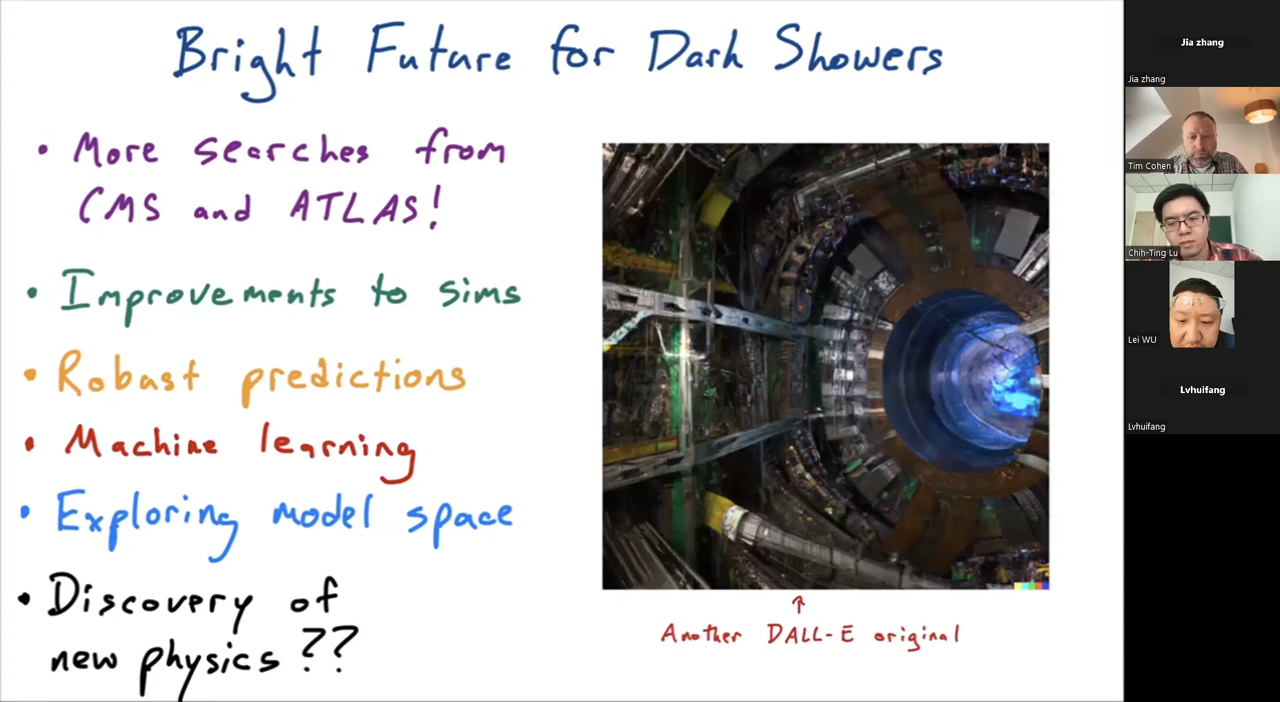 Bright Future for Dark Showers
• More searches from
CMS and ATLAS!
• Improvements to sims
• Robust predictions
• Machine learning
• Exploring model space
• Discovery of
new physics??
↑
Another DALL-E original
Jia zhang
Jia zhang
Tim Cohen
Chih-Ting Lu
Lei WU
Lvhuifang
Lvhuifang